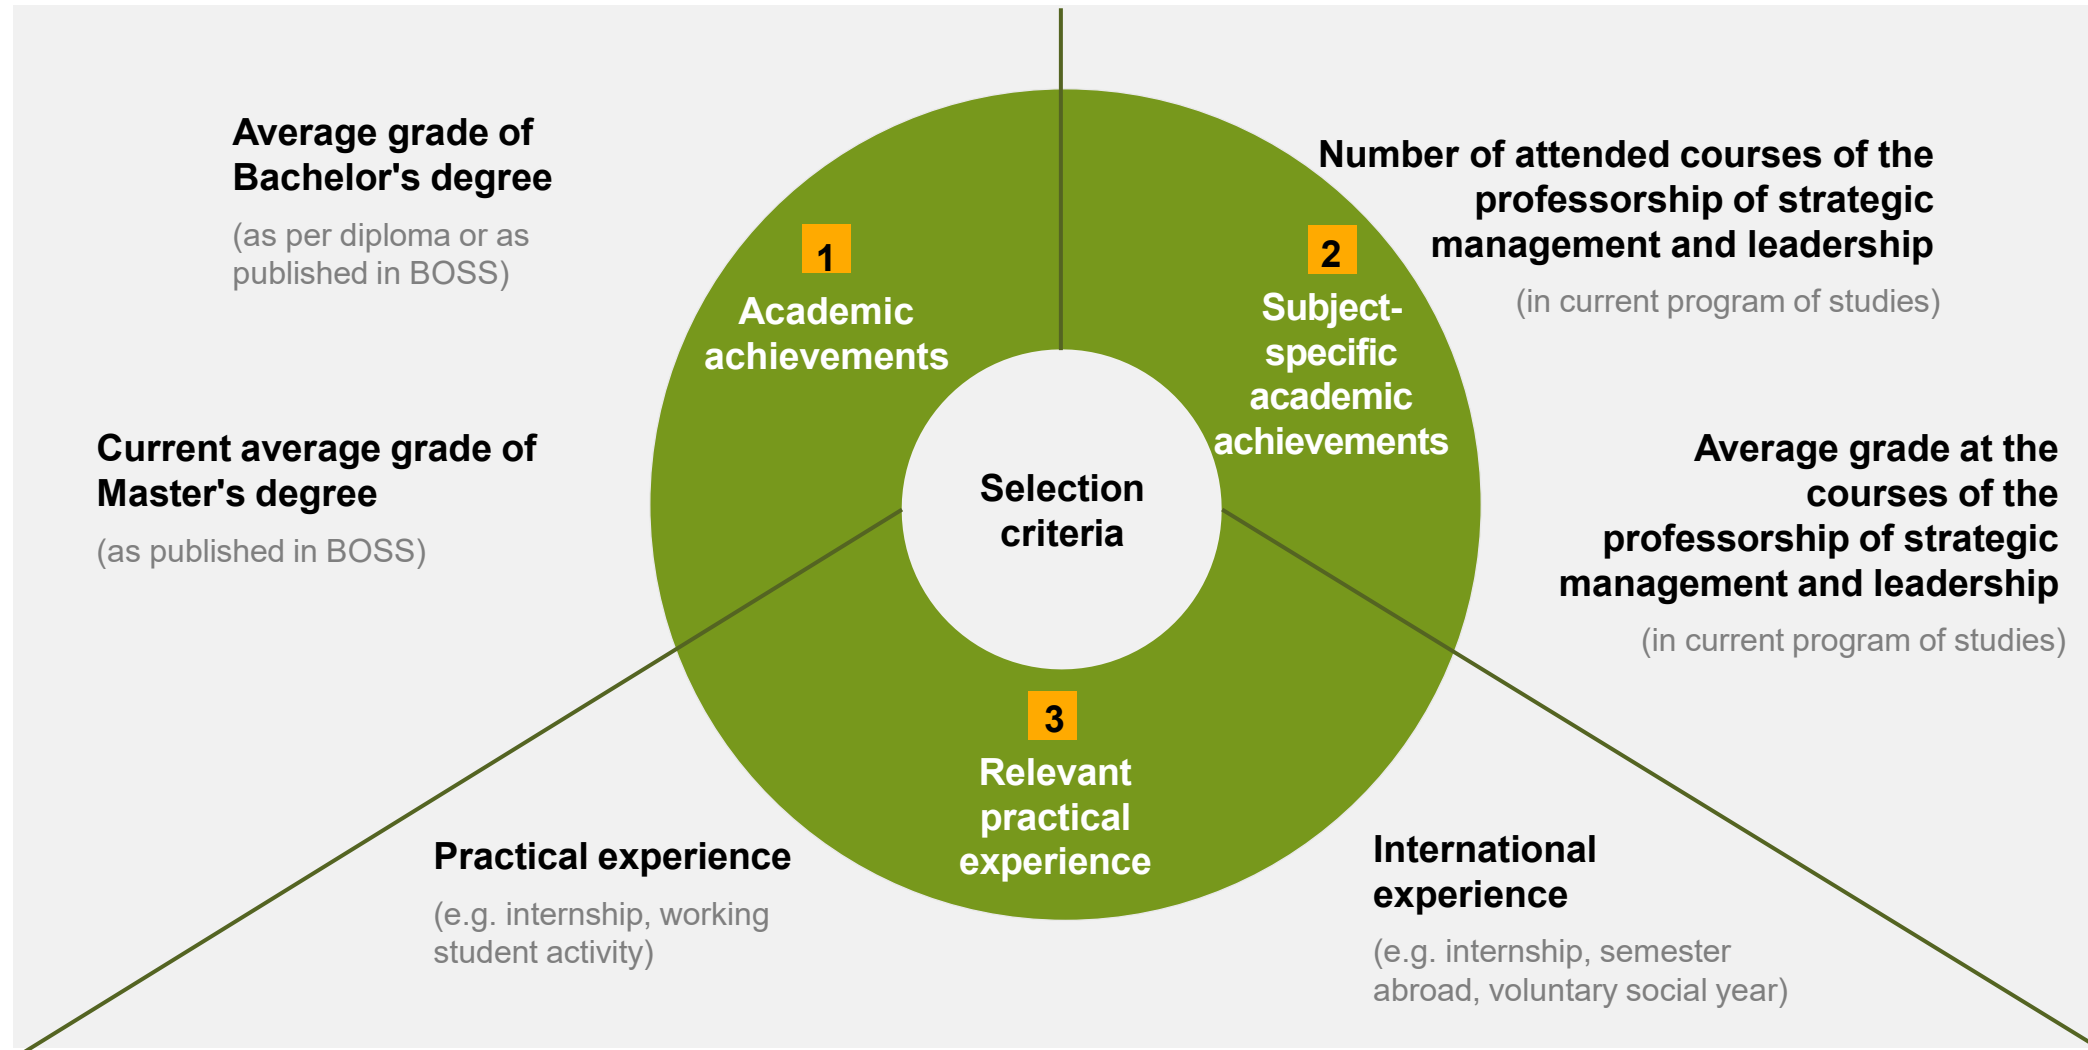 Average grade of
Bachelor's degree
(as per diploma or as
published in BOSS)
Current average grade of
Master's degree
(as published in BOSS)
1
Academic
achievements
2
Subject-
specific
academic
achievements
Number of attended courses of the
professorship of strategic
management and leadership
(in current program of studies)
Average grade at the
courses of the
professorship of strategic
management and leadership
(in current program of studies)
Selection
criteria
3
Relevant
practical
experience
Practical experience
(e.g. internship, working
student activity)
International
experience
(e.g. internship, semester
abroad, voluntary social year)